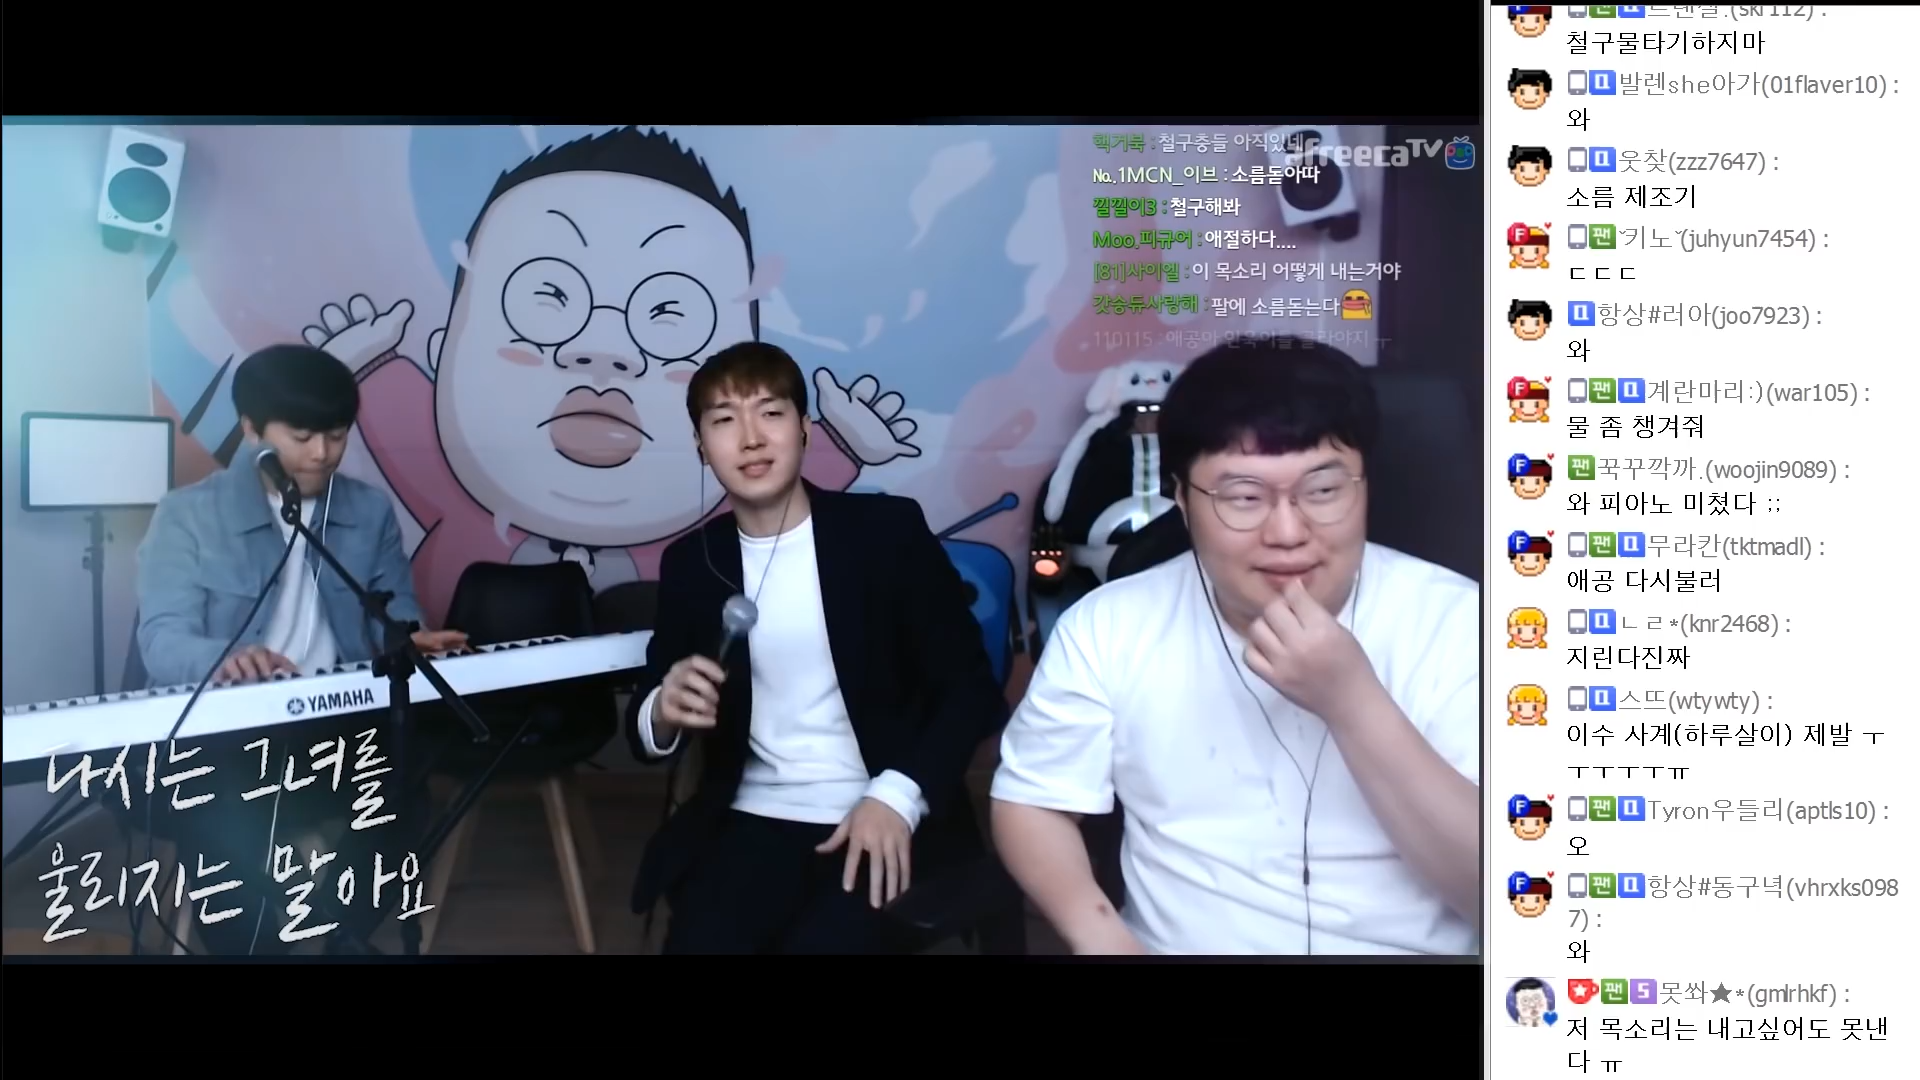 핵거북 : 철구충들 아직있네
afreecaTV
No.1MCN_이브 : 소름돋아따
낄낄이3 : 철구해봐
Moo.피규어 : 애절하다....
[81]사이엘 : 이 목소리 어떻게 내는거야
갓송듀사랑해 : 팔에 소름돋는다
110115 :
YAMAHA
나시는 그녀를
울리지는 말아요
(skr112) :
철구물타기하지마
발렌she아가(01flaver10) :
와
웃찾(zzz7647) :
소름 제조기
팬 ˘키노˘(juhyun7454) :
ㄷㄷㄷ
항상#러아(joo7923) :
와
팬 계란마리:)(war105) :
물 좀 챙겨줘
팬 꾹꾸깍까.(woojin9089) :
와 피아노 미쳤다 ;;
팬 무라칸(tktmadl) :
애공 다시불러
ㄴㄹ*(knr2468) :
지린다진짜
스뜨(wtywty) :
이수 사계(하루살이) 제발 ㅜ
ㅜㅜㅜㅜㅠ
팬 Tyron우들리(aptls10) :
오
팬 항상#동구녁(vhrxks098
7) :
와
팬 S 못쏴★*(gmlrhkf) :
저 목소리는 내고싶어도 못낸
다 ㅠ